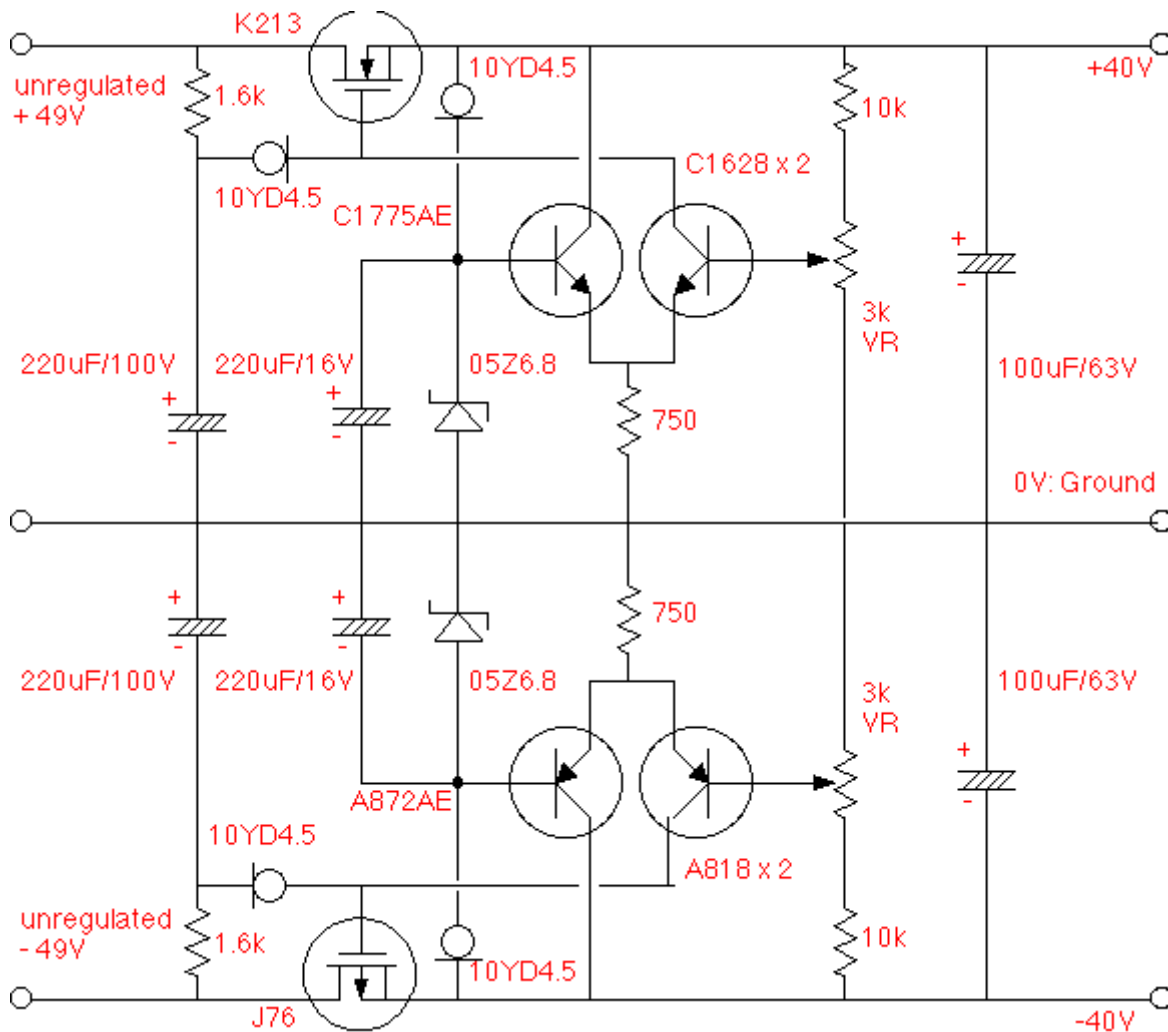 K213
10YD4.5
unregulated
+49V
1.6k
+40V
10k
C1628 x 2
10YD4.5
C1775AE
+
-
3k
VR
220uF/100V
220uF/16V
05Z6.8
100uF/63V
+
-
+
-
750
0V: Ground
+
-
+
-
750
220uF/100V
220uF/16V
05Z6.8
3k
VR
100uF/63V
+
-
A872AE
10YD4.5
A818 x 2
unregulated
-49V
1.6k
10k
10YD4.5
J76
-40V